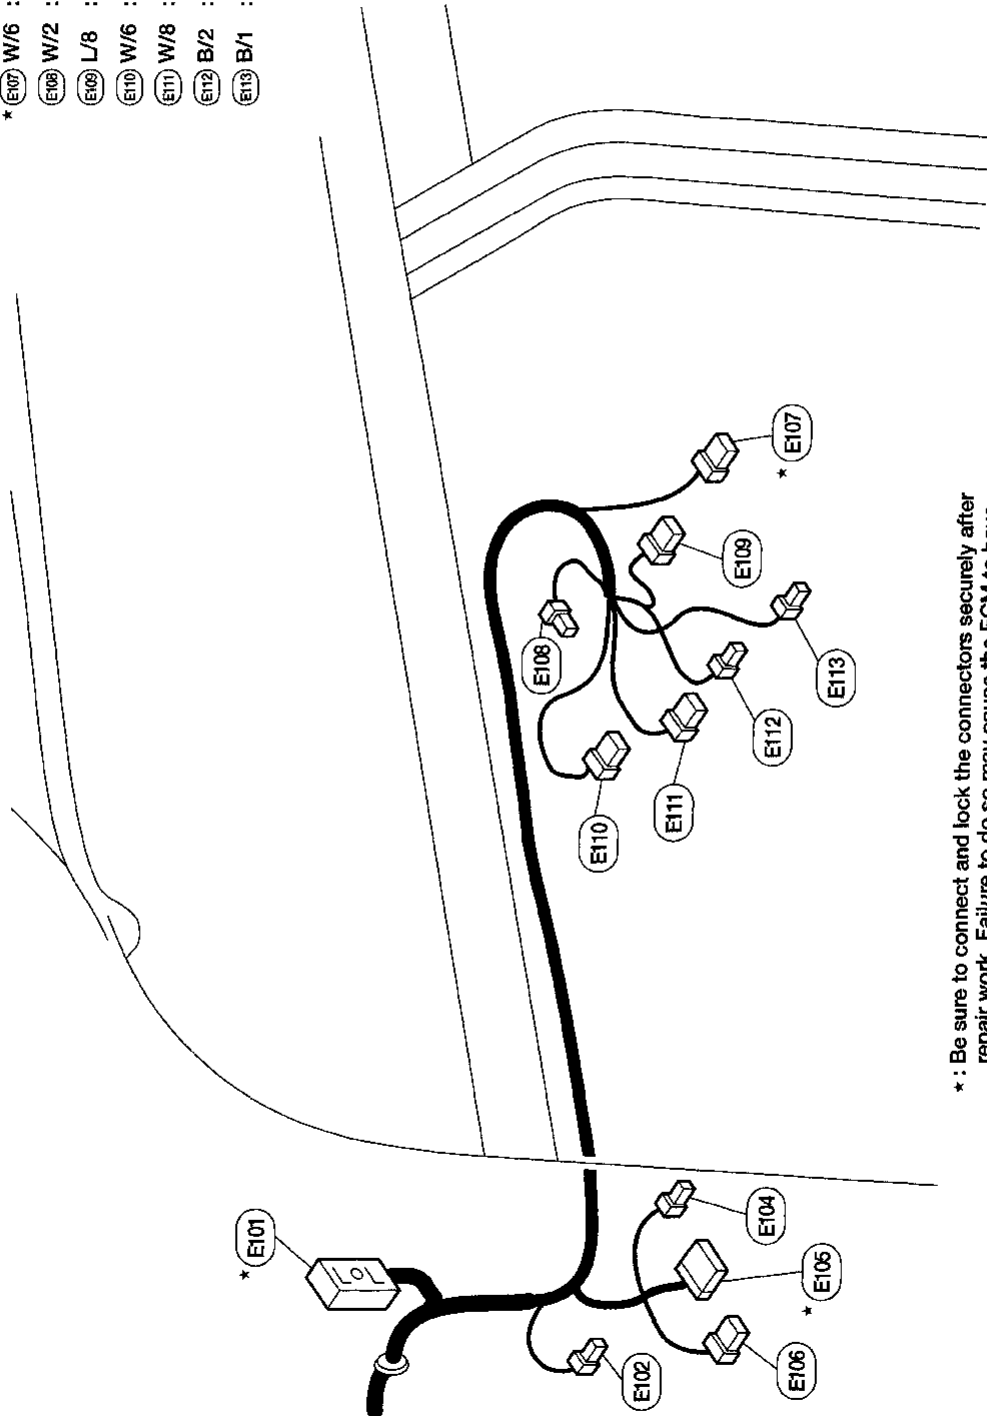 ★ E107 W/6 :
E108 W/2 :
E109 L/8 :
E110 W/6 :
E111 W/8 :
E112 B/2 :
E113 B/1 :
★ E101
E102
E104
★ E105
E106
★ E107
E108
E109
E110
E111
E112
E113
★ : Be sure to connect and lock the connectors securely after
repair work. Failure to do so may cause the ECM to have